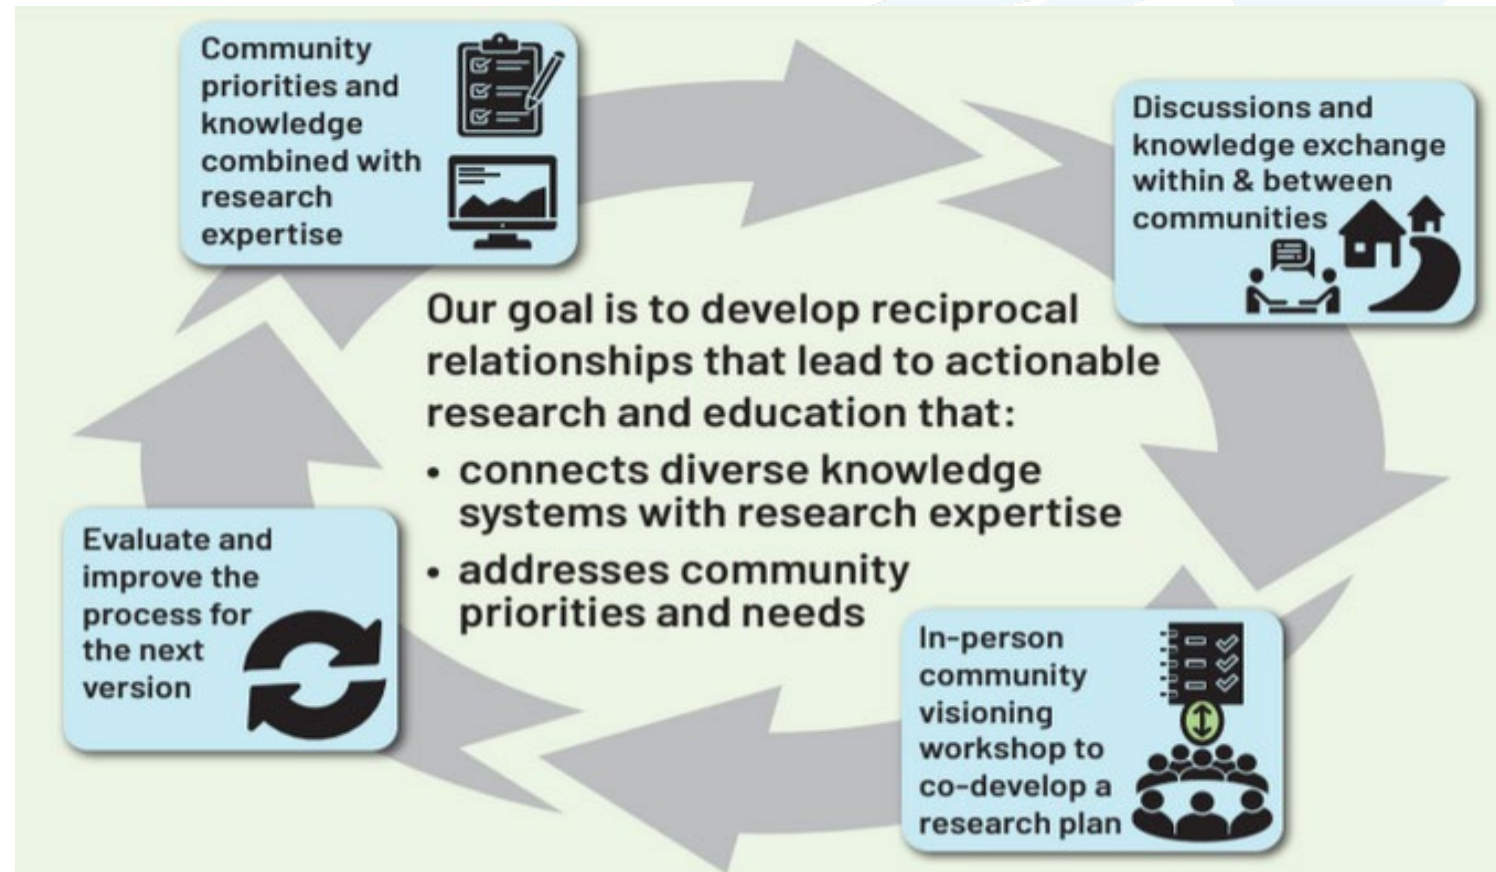 Community
priorities and
knowledge
combined with
research
expertise
Discussions and
knowledge exchange
within & between
communities
Our goal is to develop reciprocal
relationships that lead to actionable
research and education that:
• connects diverse knowledge
systems with research expertise
• addresses community
priorities and needs
In-person
community
visioning
workshop to
co-develop a
research plan
Evaluate and
improve the
process for
the next
version